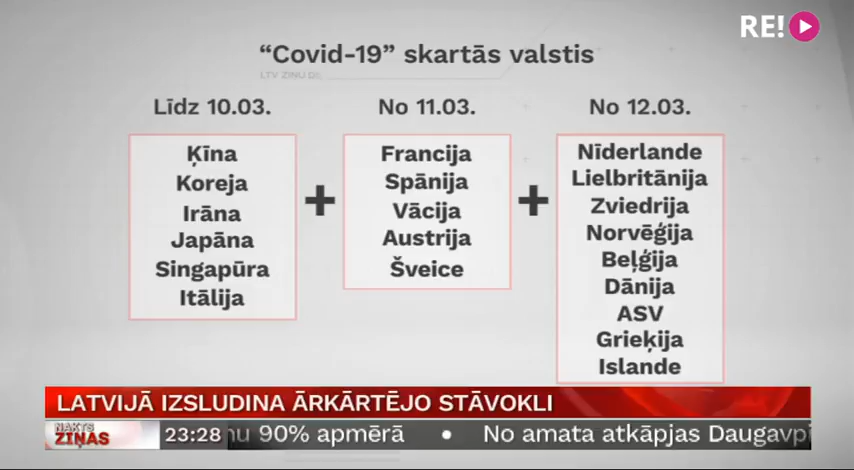 RE!
“Covid-19” skartās valstis
LTV ZIŅU
Līdz 10.03.
Ķīna
Koreja
Irāna
Japāna
Singapūra
Itālija
+
No 11.03.
Francija
Spānija
Vācija
Austrija
Šveice
+
No 12.03.
Nīderlande
Lielbritānija
Zviedrija
Norvēģija
Beļģija
Dānija
ASV
Grieķija
Islande
LATVIJĀ IZSLUDINA ĀRKĀRTĒJO STĀVOKLI
NAKTS
ZIŅAS
23:28
nu 90% apmērā • No amata atkāpjas Daugavpi